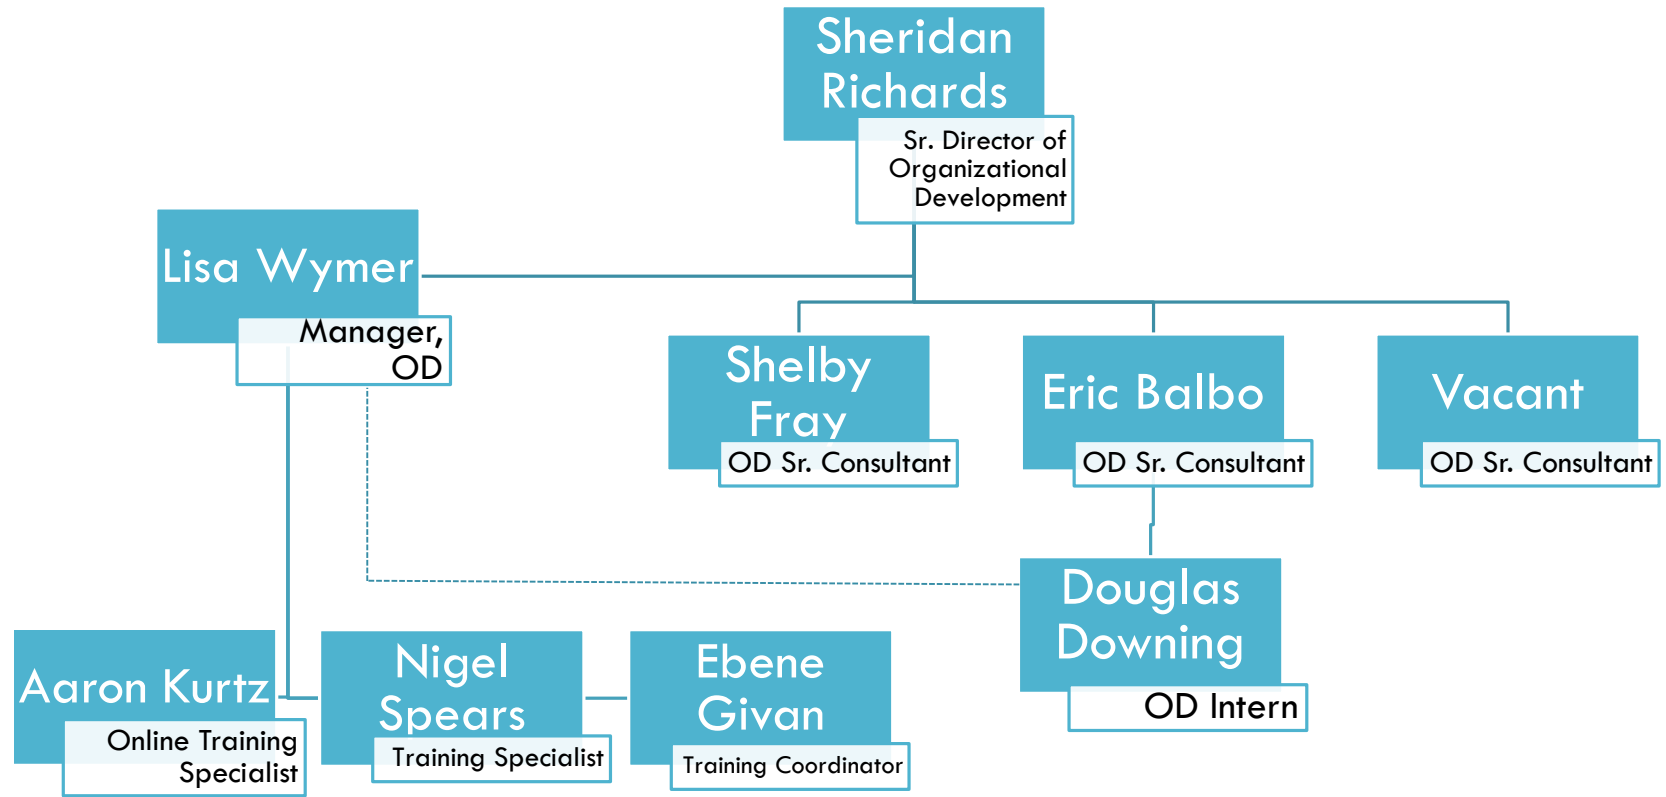 Sheridan
Richards
Sr. Director of
Organizational
Development
Lisa Wymer
Manager,
OD
Shelby
Fray
OD Sr. Consultant
Eric Balbo
OD Sr. Consultant
Vacant
OD Sr. Consultant
Douglas
Downing
OD Intern
Aaron Kurtz
Online Training
Specialist
Nigel
Spears
Training Specialist
Ebene
Givan
Training Coordinator